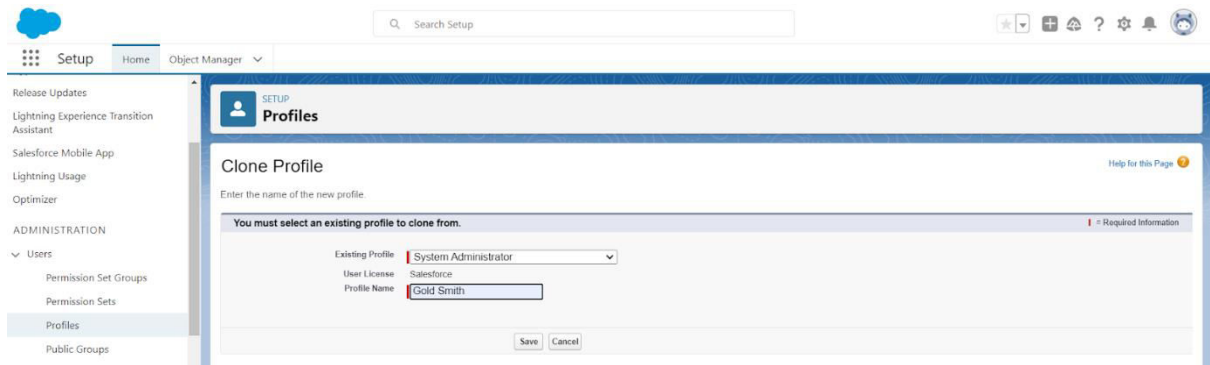 Search Setup
?
Setup
Home
Object Manager
Release Updates
Lightning Experience Transition
Assistant
Salesforce Mobile App
Lightning Usage
Optimizer
ADMINISTRATION
Users
Permission Set Groups
Permission Sets
Profiles
Public Groups
SETUP
Profiles
Clone Profile
Help for this Page ?
Enter the name of the new profile.
You must select an existing profile to clone from.
= Required Information
Existing Profile System Administrator
User License Salesforce
Profile Name Gold Smith
Save Cancel